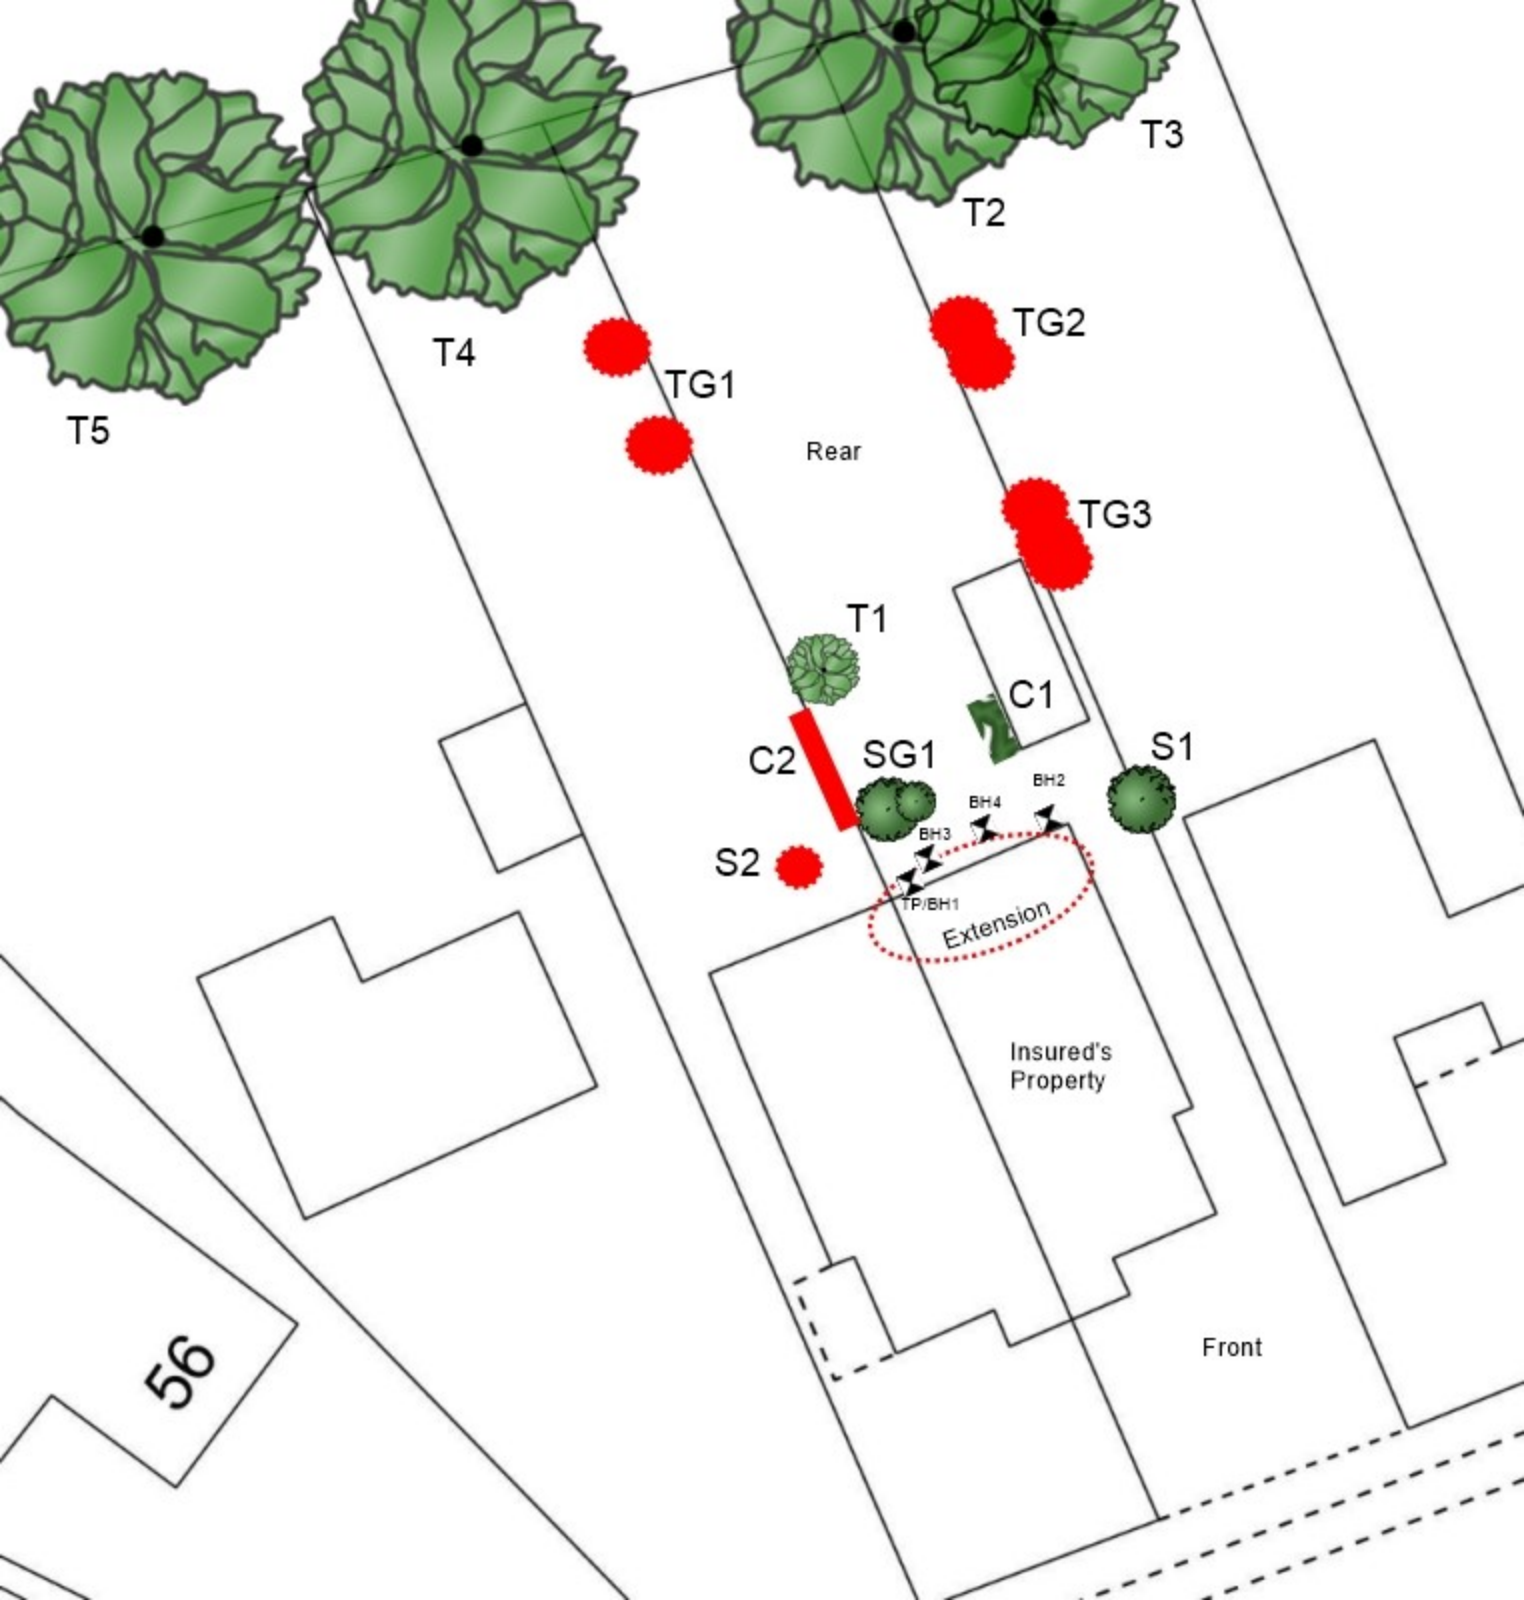 T3
T2
TG2
T4
TG1
T5
Rear
TG3
T1
C1
S1
SG1
C2
BH2
BH4
BH3
S2
TP/BH1
Extension
Insured's
Property
Front
56